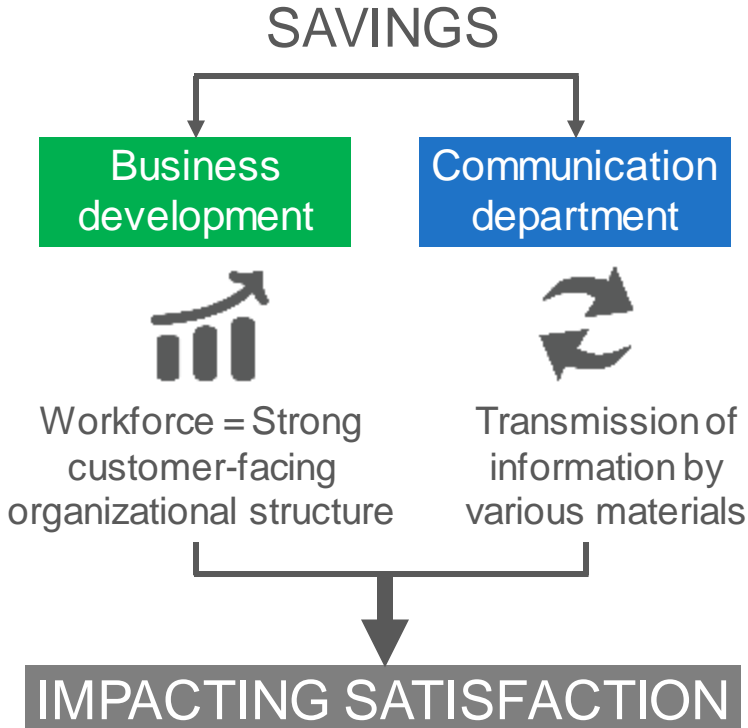 SAVINGS
Business
development
Communication
department
Workforce = Strong
customer-facing
organizational structure
Transmission of
information by
various materials
IMPACTING SATISFACTION